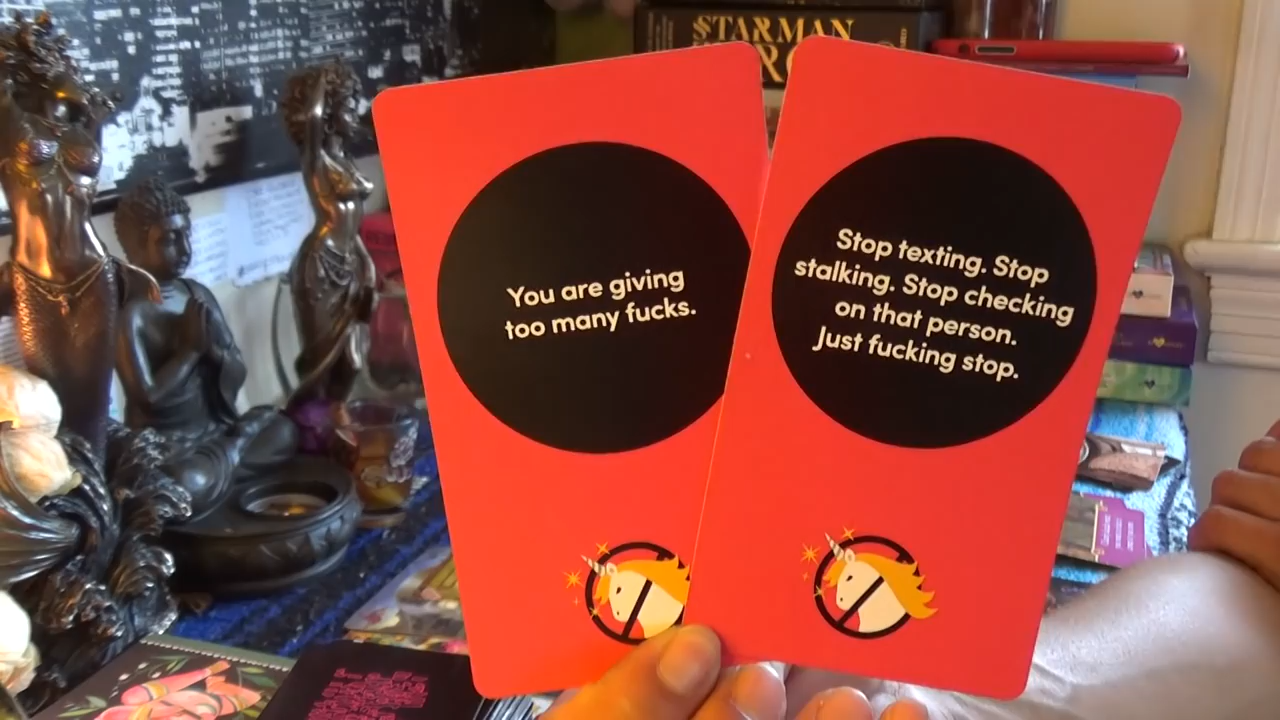 STARMAN
You are giving
too many fucks.
Stop texting. Stop
stalking. Stop checking
on that person.
Just fucking stop.